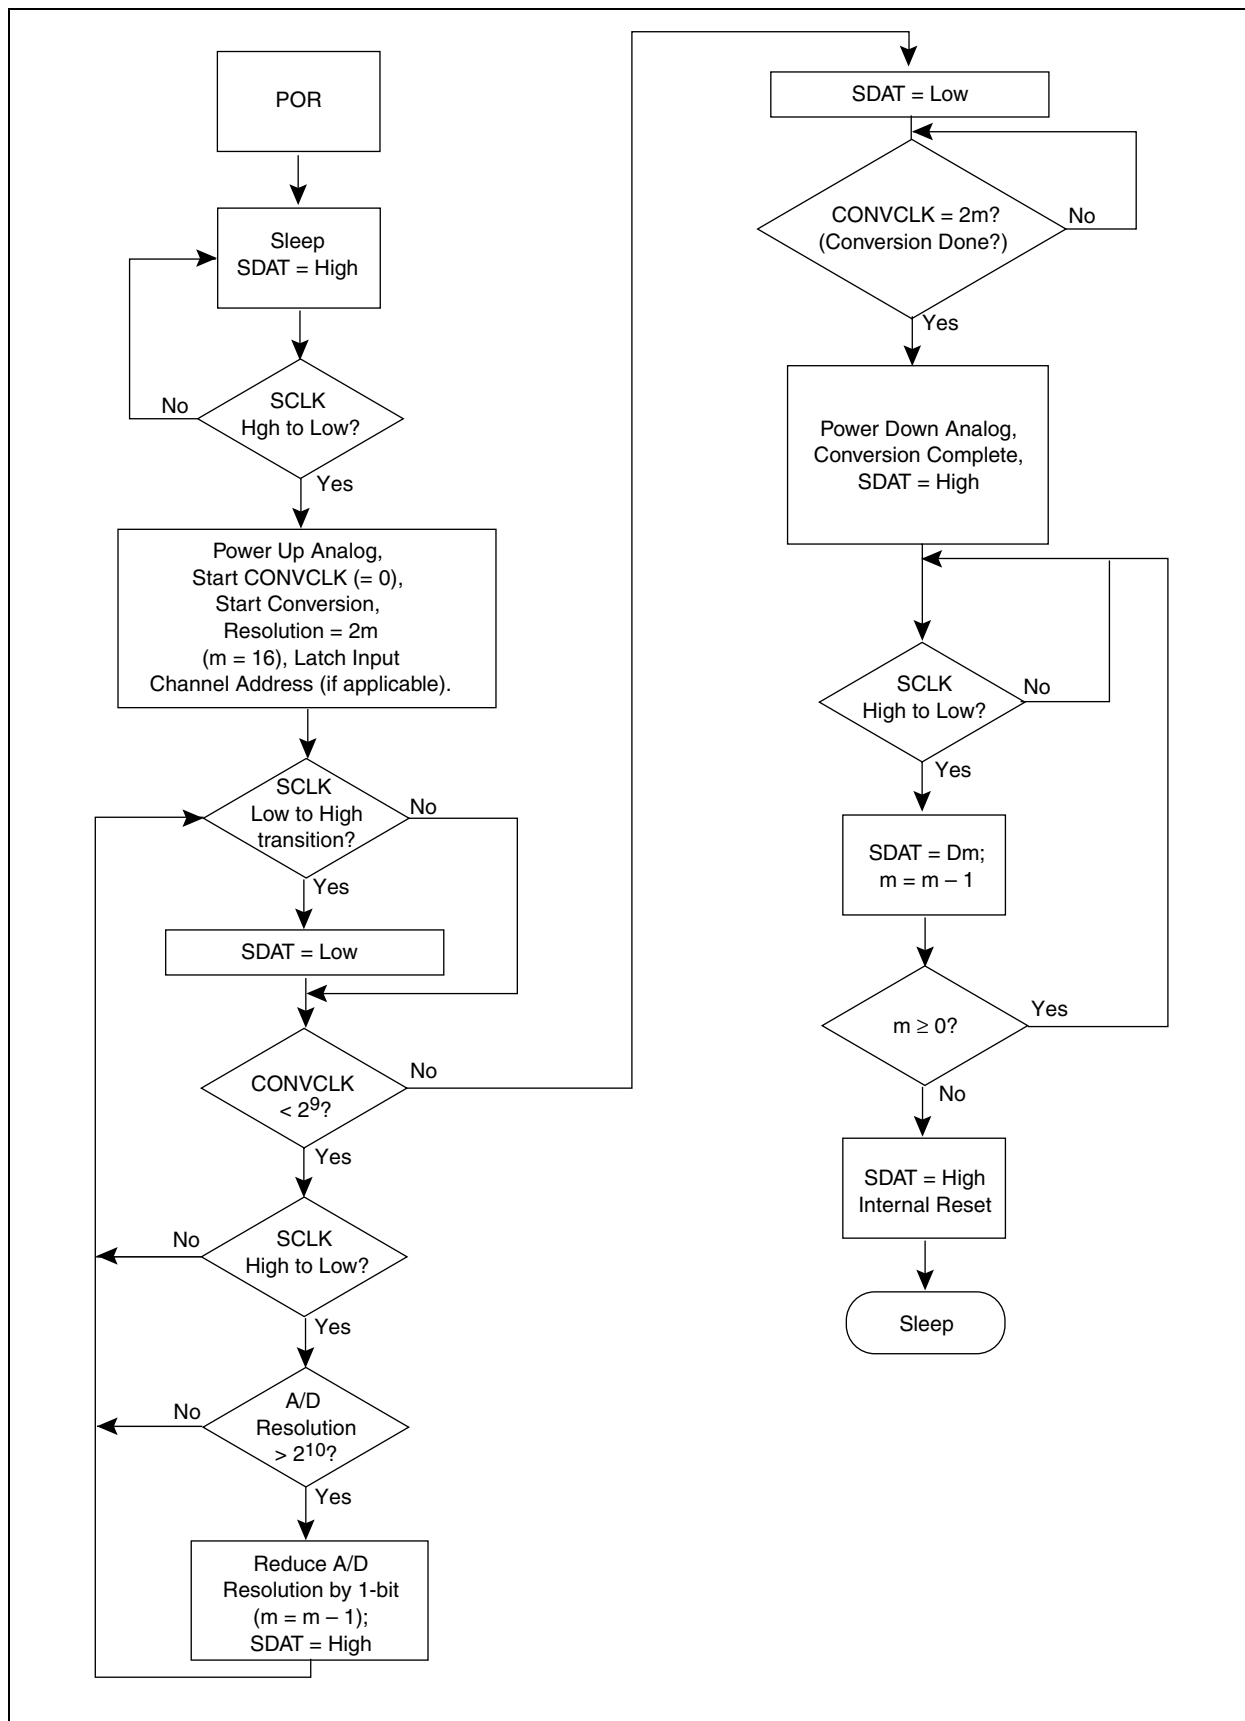 POR
Sleep
SDAT = High
No
SCLK
Hgh to Low?
Yes
Power Up Analog,
Start CONVCLK (= 0),
Start Conversion,
Resolution = 2m
(m = 16), Latch Input
Channel Address (if applicable).
SCLK
Low to High
transition?
No
Yes
SDAT = Low
CONVCLK
< 2⁹?
No
Yes
SCLK
High to Low?
No
Yes
A/D
Resolution
> 2¹⁰?
No
Yes
Reduce A/D
Resolution by 1-bit
(m = m – 1);
SDAT = High
SDAT = Low
CONVCLK = 2m?
(Conversion Done?)
No
Yes
Power Down Analog,
Conversion Complete,
SDAT = High
SCLK
High to Low?
No
Yes
SDAT = Dm;
m = m – 1
m ≥ 0?
Yes
No
SDAT = High
Internal Reset
Sleep